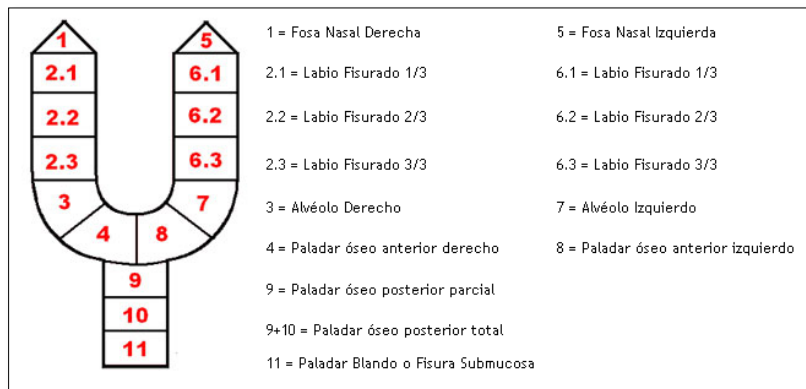 1 5
2.1 6.1
2.2 6.2
2.3 6.3
3 7
4 8
9
10
11
1 = Fosa Nasal Derecha 5 = Fosa Nasal Izquierda
2.1 = Labio Fisurado 1/3 6.1 = Labio Fisurado 1/3
2.2 = Labio Fisurado 2/3 6.2 = Labio Fisurado 2/3
2.3 = Labio Fisurado 3/3 6.3 = Labio Fisurado 3/3
3 = Alvéolo Derecho 7 = Alvéolo Izquierdo
4 = Paladar óseo anterior derecho 8 = Paladar óseo anterior izquierdo
9 = Paladar óseo posterior parcial
9+10 = Paladar óseo posterior total
11 = Paladar Blando o Fisura Submucosa